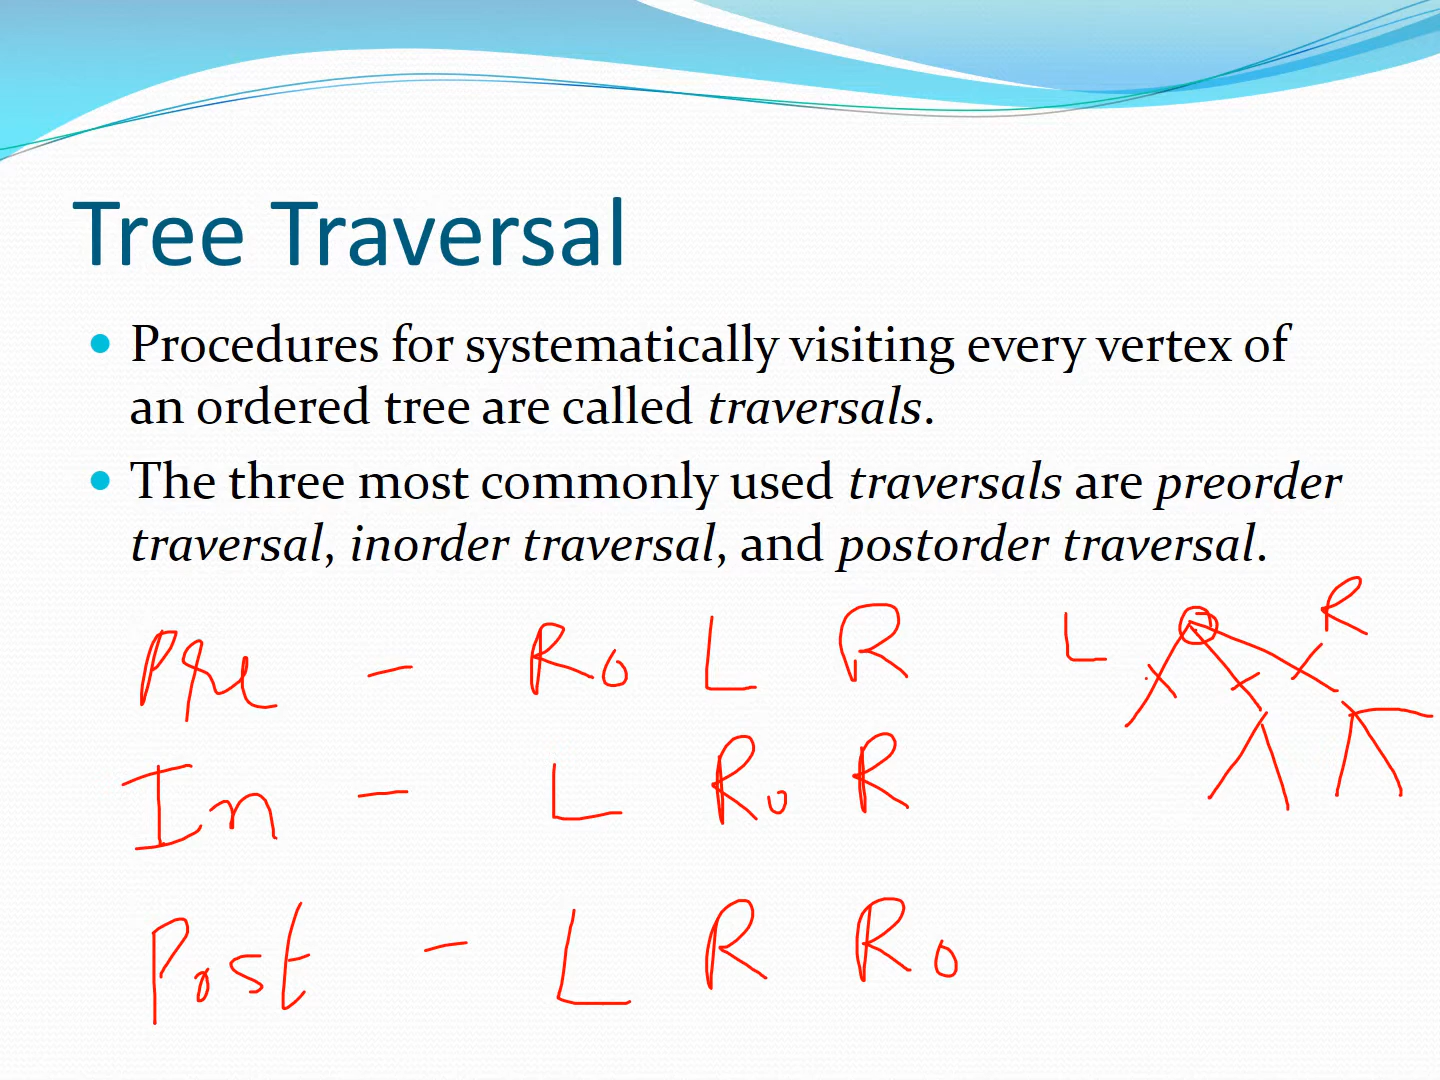 Tree Traversal
Procedures for systematically visiting every vertex of
an ordered tree are called traversals.
The three most commonly used traversals are preorder
traversal, inorder traversal, and postorder traversal.
L R
Pre - Ro L R
In - L Ro R
Post - L R Ro